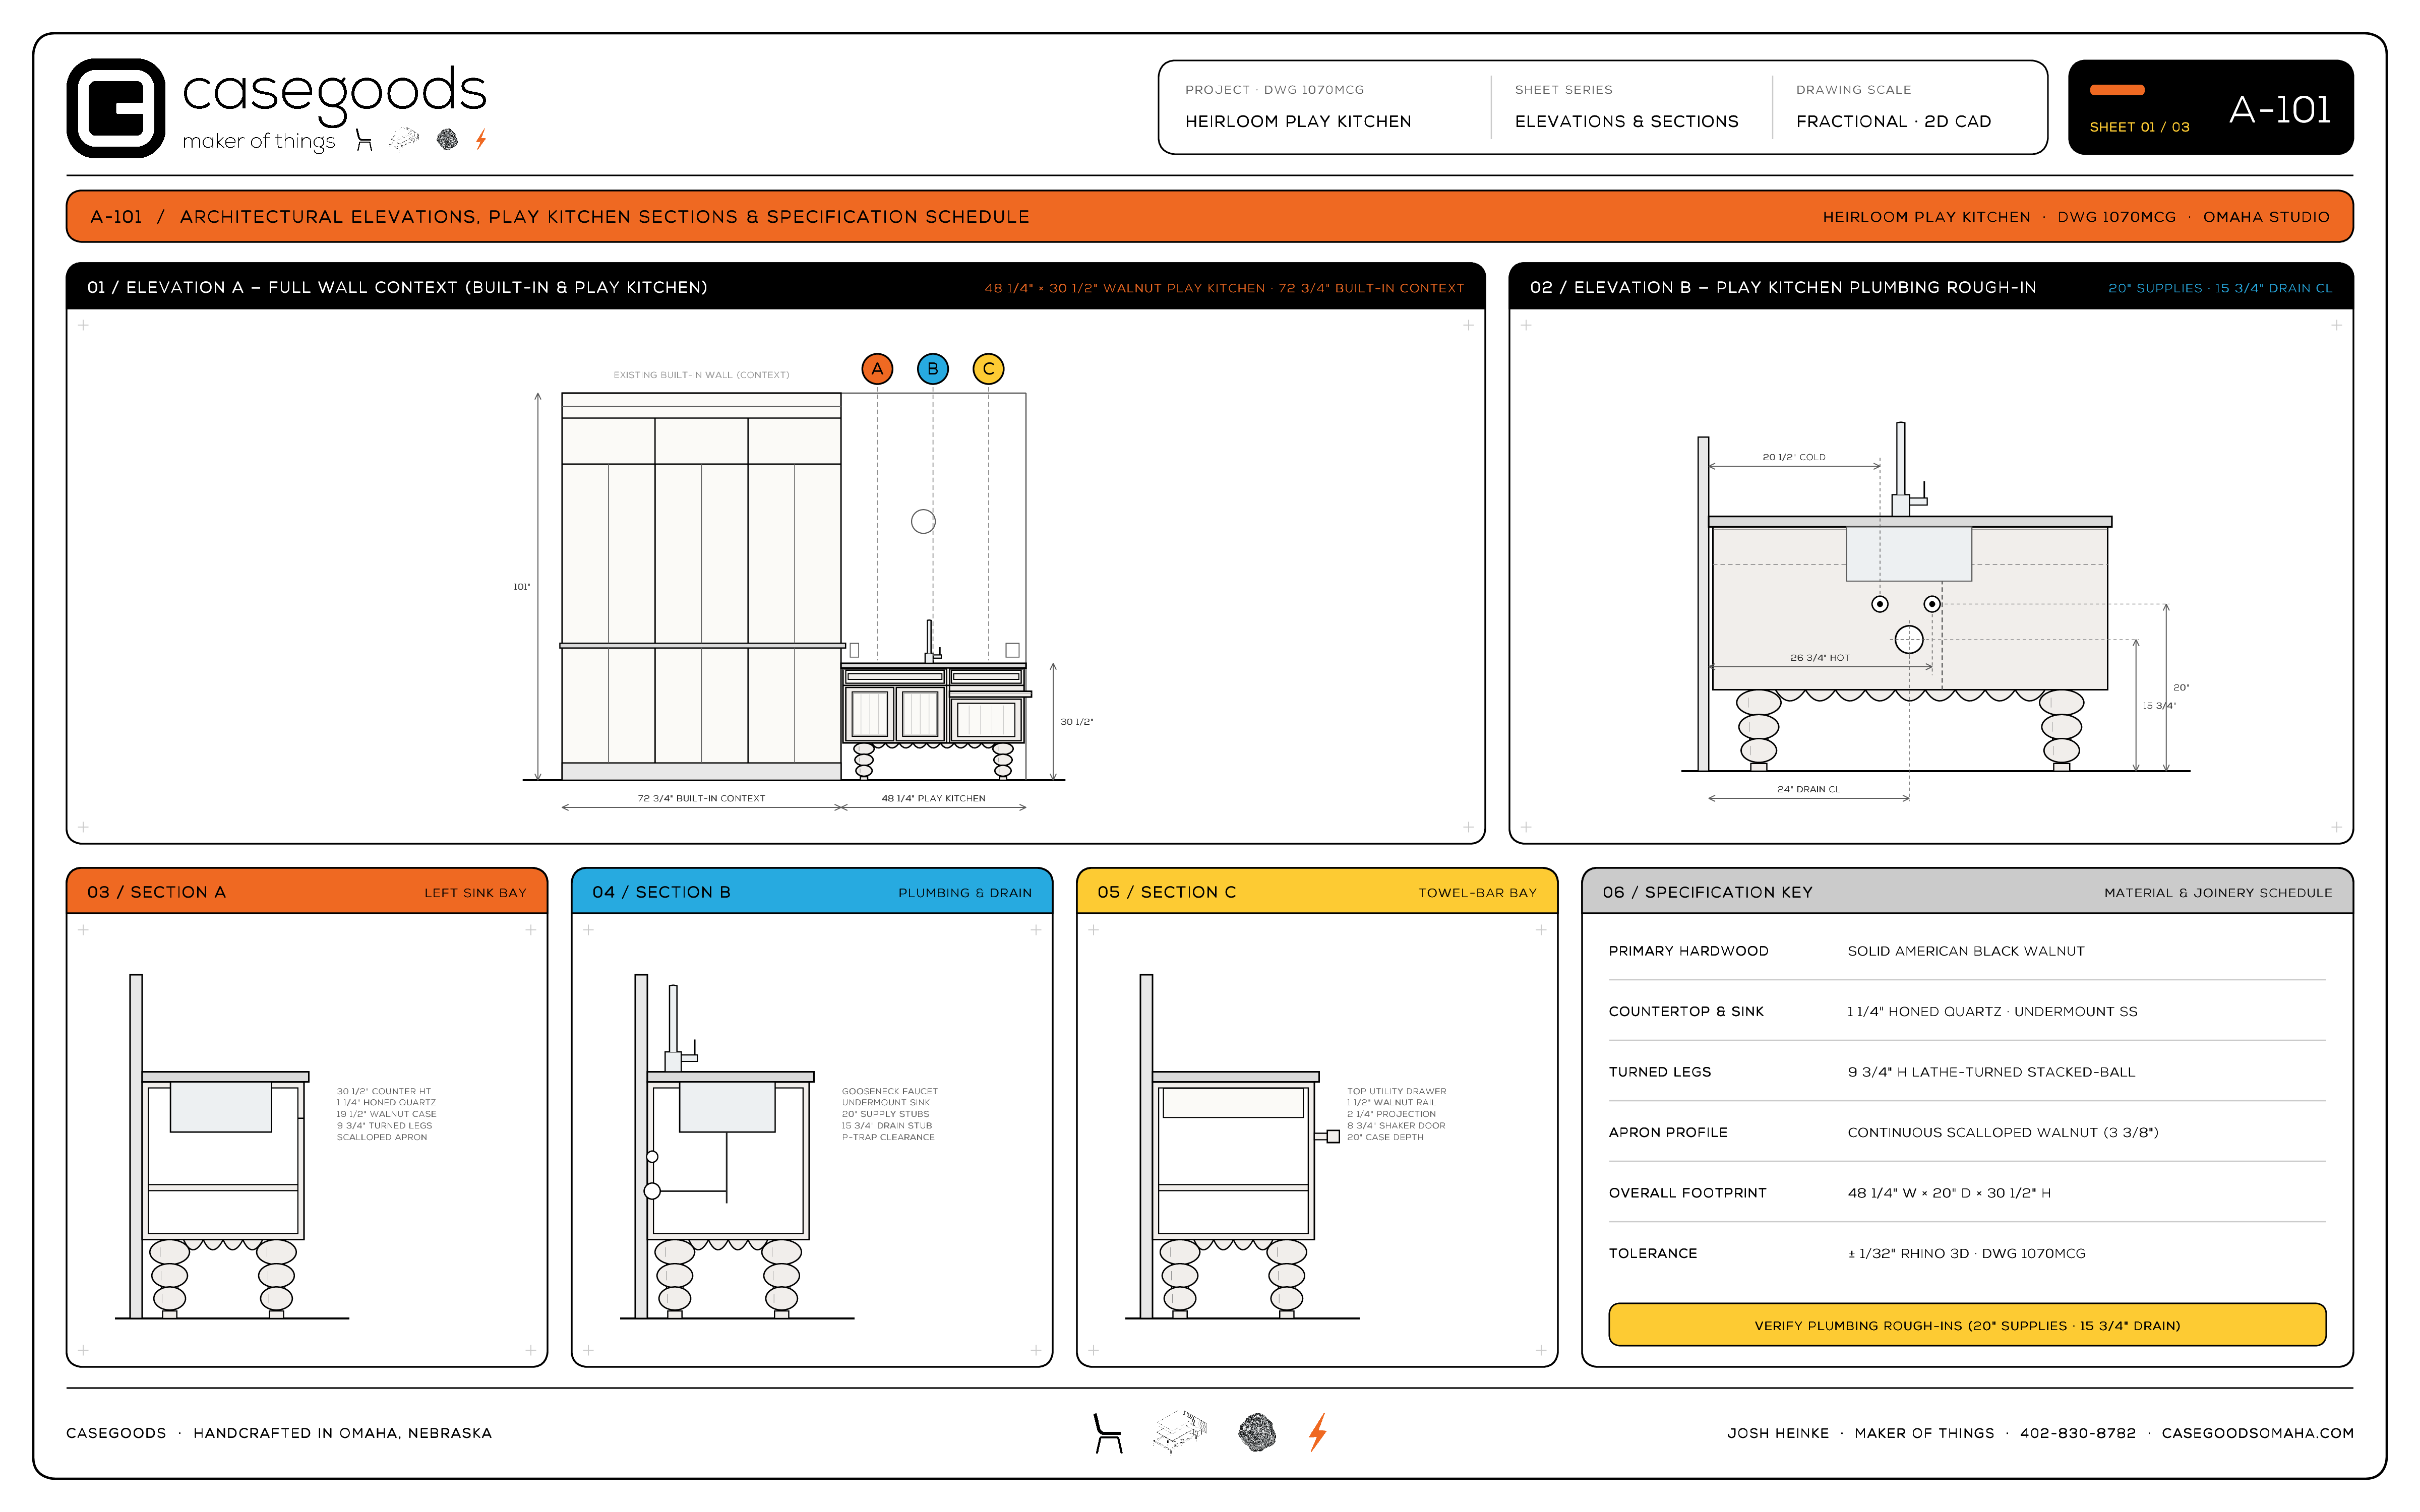 casegoods
maker of things
PROJECT · DWG 1070MCG
HEIRLOOM PLAY KITCHEN
SHEET SERIES
ELEVATIONS & SECTIONS
DRAWING SCALE
FRACTIONAL · 2D CAD
SHEET 01 / 03
A-101
A-101 / ARCHITECTURAL ELEVATIONS, PLAY KITCHEN SECTIONS & SPECIFICATION SCHEDULE
HEIRLOOM PLAY KITCHEN · DWG 1070MCG · OMAHA STUDIO
01 / ELEVATION A – FULL WALL CONTEXT (BUILT-IN & PLAY KITCHEN)
48 1/4" × 30 1/2" WALNUT PLAY KITCHEN · 72 3/4" BUILT-IN CONTEXT
EXISTING BUILT-IN WALL (CONTEXT)
A
B
C
101"
30 1/2"
72 3/4" BUILT-IN CONTEXT
48 1/4" PLAY KITCHEN
02 / ELEVATION B – PLAY KITCHEN PLUMBING ROUGH-IN
20" SUPPLIES · 15 3/4" DRAIN CL
20 1/2" COLD
26 3/4" HOT
20"
15 3/4"
24" DRAIN CL
03 / SECTION A
LEFT SINK BAY
30 1/2" COUNTER HT
1 1/4" HONED QUARTZ
19 1/2" WALNUT CASE
9 3/4" TURNED LEGS
SCALLOPED APRON
04 / SECTION B
PLUMBING & DRAIN
GOOSENECK FAUCET
UNDERMOUNT SINK
20" SUPPLY STUBS
15 3/4" DRAIN STUB
P-TRAP CLEARANCE
05 / SECTION C
TOWEL-BAR BAY
TOP UTILITY DRAWER
1 1/2" WALNUT RAIL
2 1/4" PROJECTION
8 3/4" SHAKER DOOR
20" CASE DEPTH
06 / SPECIFICATION KEY
MATERIAL & JOINERY SCHEDULE
PRIMARY HARDWOOD
SOLID AMERICAN BLACK WALNUT
COUNTERTOP & SINK
1 1/4" HONED QUARTZ · UNDERMOUNT SS
TURNED LEGS
9 3/4" H LATHE-TURNED STACKED-BALL
APRON PROFILE
CONTINUOUS SCALLOPED WALNUT (3 3/8")
OVERALL FOOTPRINT
48 1/4" W × 20" D × 30 1/2" H
TOLERANCE
± 1/32" RHINO 3D · DWG 1070MCG
VERIFY PLUMBING ROUGH-INS (20" SUPPLIES · 15 3/4" DRAIN)
CASEGOODS · HANDCRAFTED IN OMAHA, NEBRASKA
JOSH HEINKE · MAKER OF THINGS · 402-830-8782 · CASEGOODSOMAHA.COM